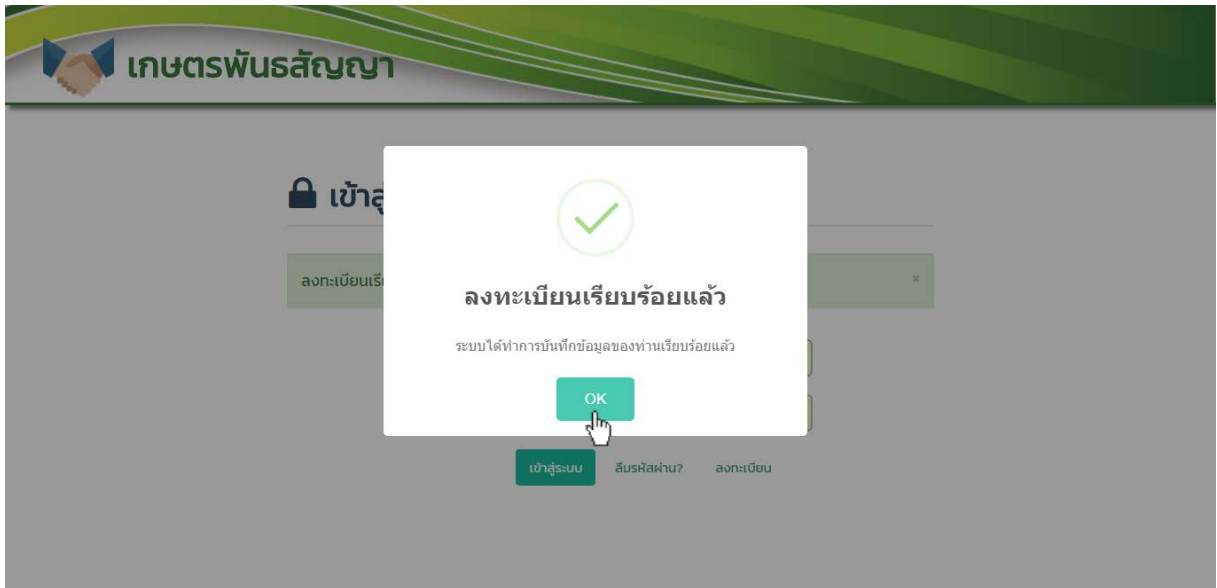 เกษตรพันธสัญญา
เข้าสู่
ลงทะเบียนเรี
×
ลงทะเบียนเรียบร้อยแล้ว
ระบบได้ทำการบันทึกข้อมูลของท่านเรียบร้อยแล้ว
OK
เข้าสู่ระบบ ลืมรหัสผ่าน? ลงทะเบียน